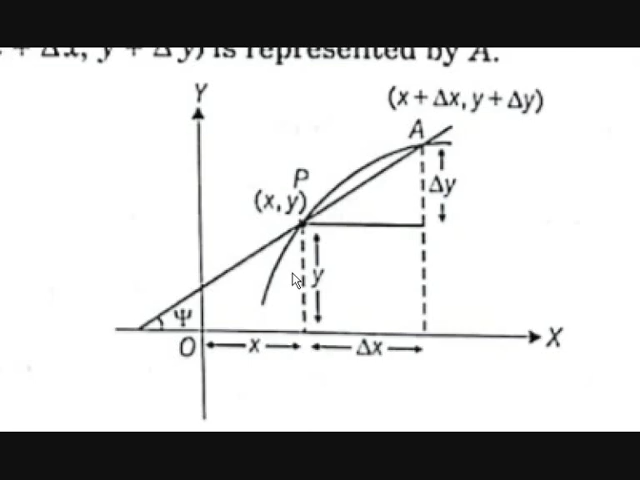 + Δx, y + Δy) is represented by A.
Y
(x + Δx, y + Δy)
A
P
(x, y)
Δy
y
Ψ
O
x
Δx
X